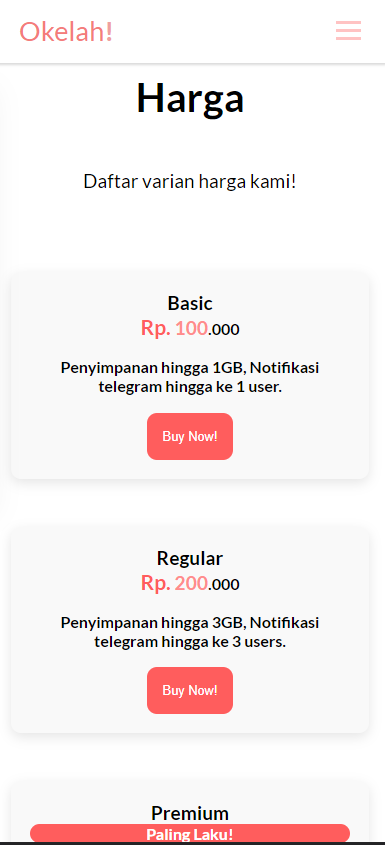 Okelah!
Harga
Daftar varian harga kami!
Basic
Rp. 100.000
Penyimpanan hingga 1GB, Notifikasi
telegram hingga ke 1 user.
Buy Now!
Regular
Rp. 200.000
Penyimpanan hingga 3GB, Notifikasi
telegram hingga ke 3 users.
Buy Now!
Premium
Paling Laku!